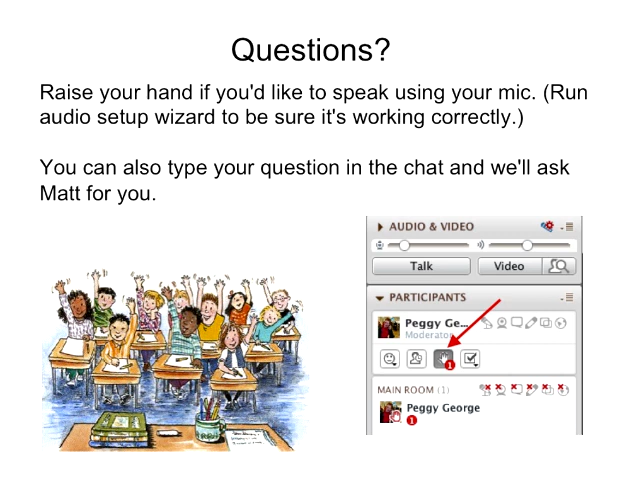 Questions?
Raise your hand if you'd like to speak using your mic. (Run
audio setup wizard to be sure it's working correctly.)
You can also type your question in the chat and we'll ask
Matt for you.
AUDIO & VIDEO
Talk Video
PARTICIPANTS
Peggy Ge...
Moderato
1
MAIN ROOM (1)
Peggy George
1